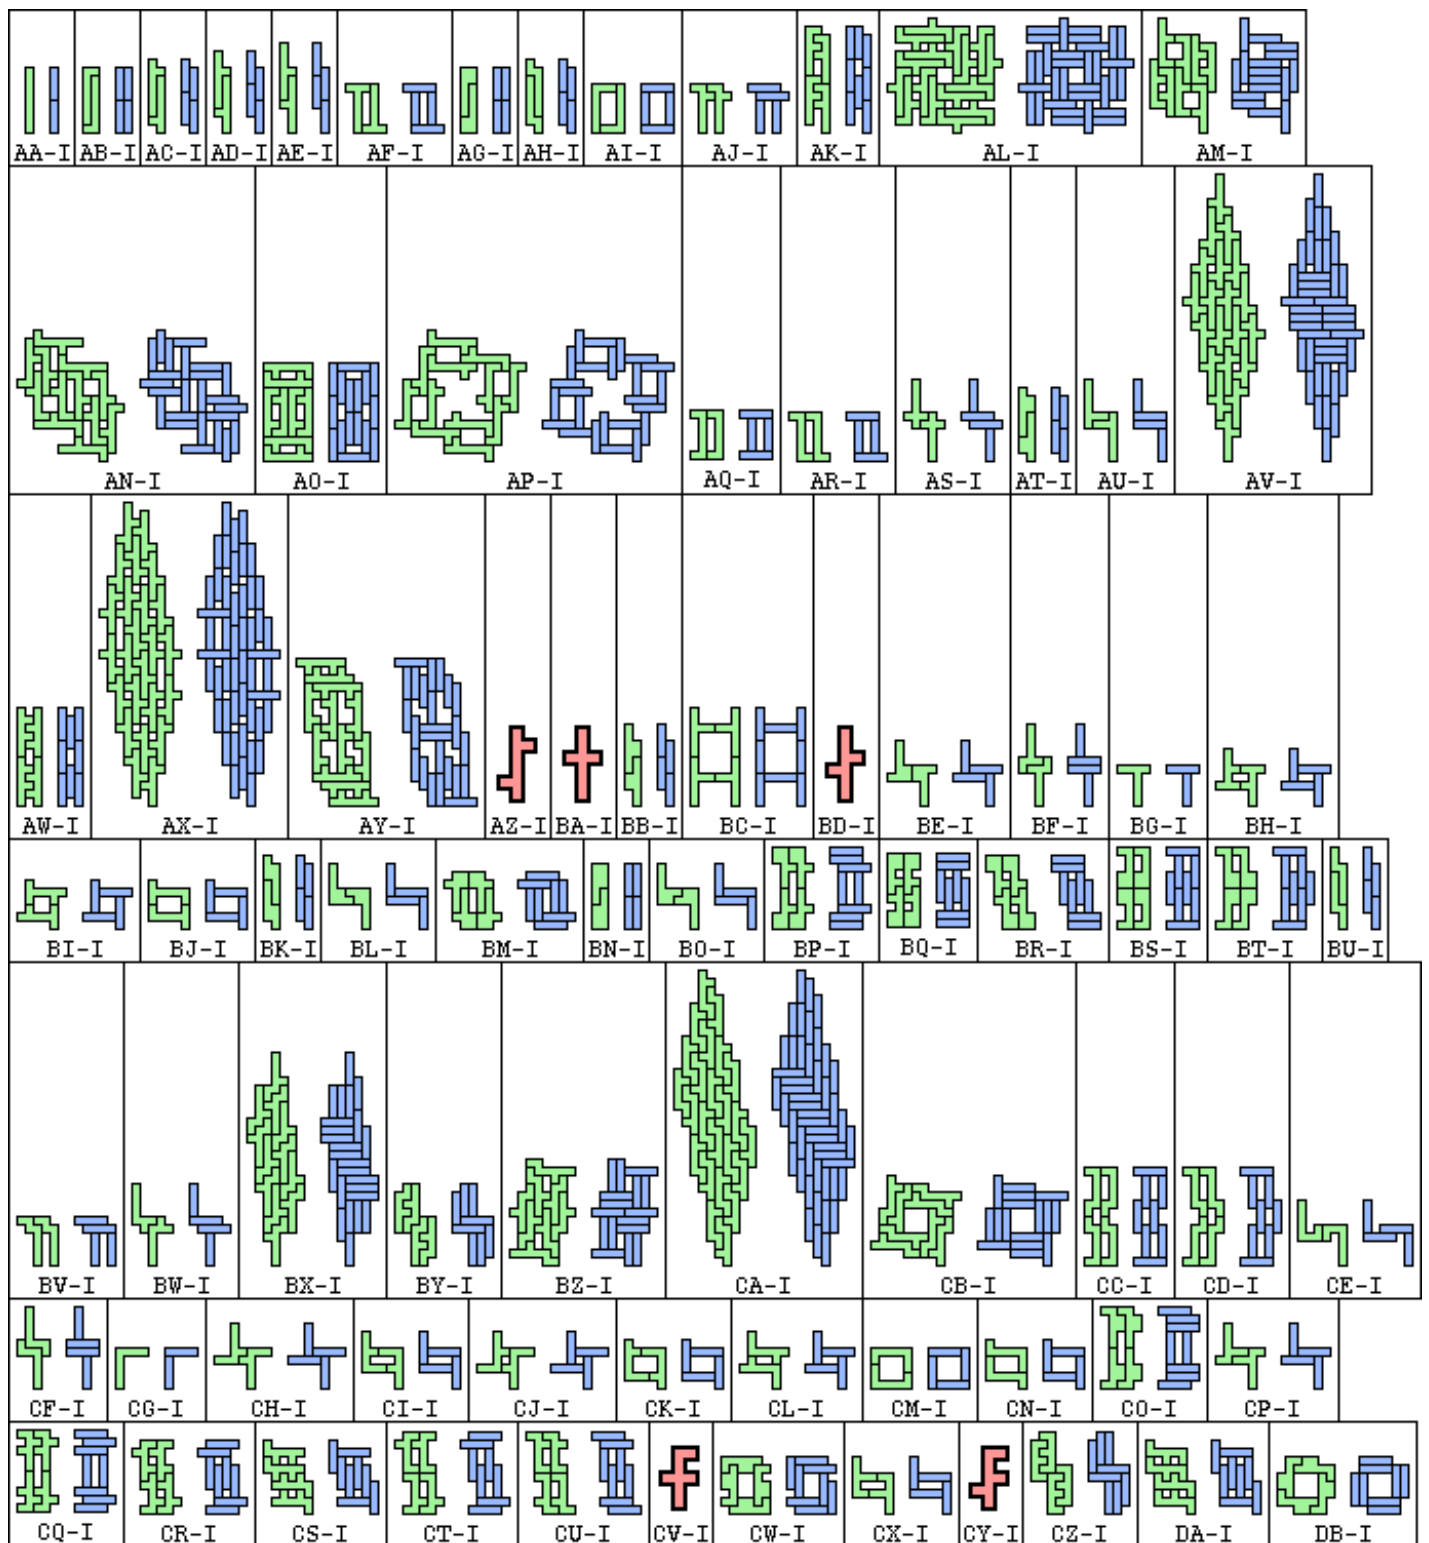 AA-I AB-I AC-I AD-I AE-I AF-I AG-I AH-I AI-I AJ-I AK-I AL-I AM-I
AN-I AO-I AP-I AQ-I AR-I AS-I AT-I AU-I AV-I
AW-I AX-I AY-I AZ-I BA-I BB-I BC-I BD-I BE-I BF-I BG-I BH-I
BI-I BJ-I BK-I BL-I BM-I BN-I BO-I BP-I BQ-I BR-I BS-I BT-I BU-I
BV-I BW-I BX-I BY-I BZ-I CA-I CB-I CC-I CD-I CE-I
CF-I CG-I CH-I CI-I CJ-I CK-I CL-I CM-I CN-I CO-I CP-I
CQ-I CR-I CS-I CT-I CU-I CV-I CW-I CX-I CY-I CZ-I DA-I DB-I